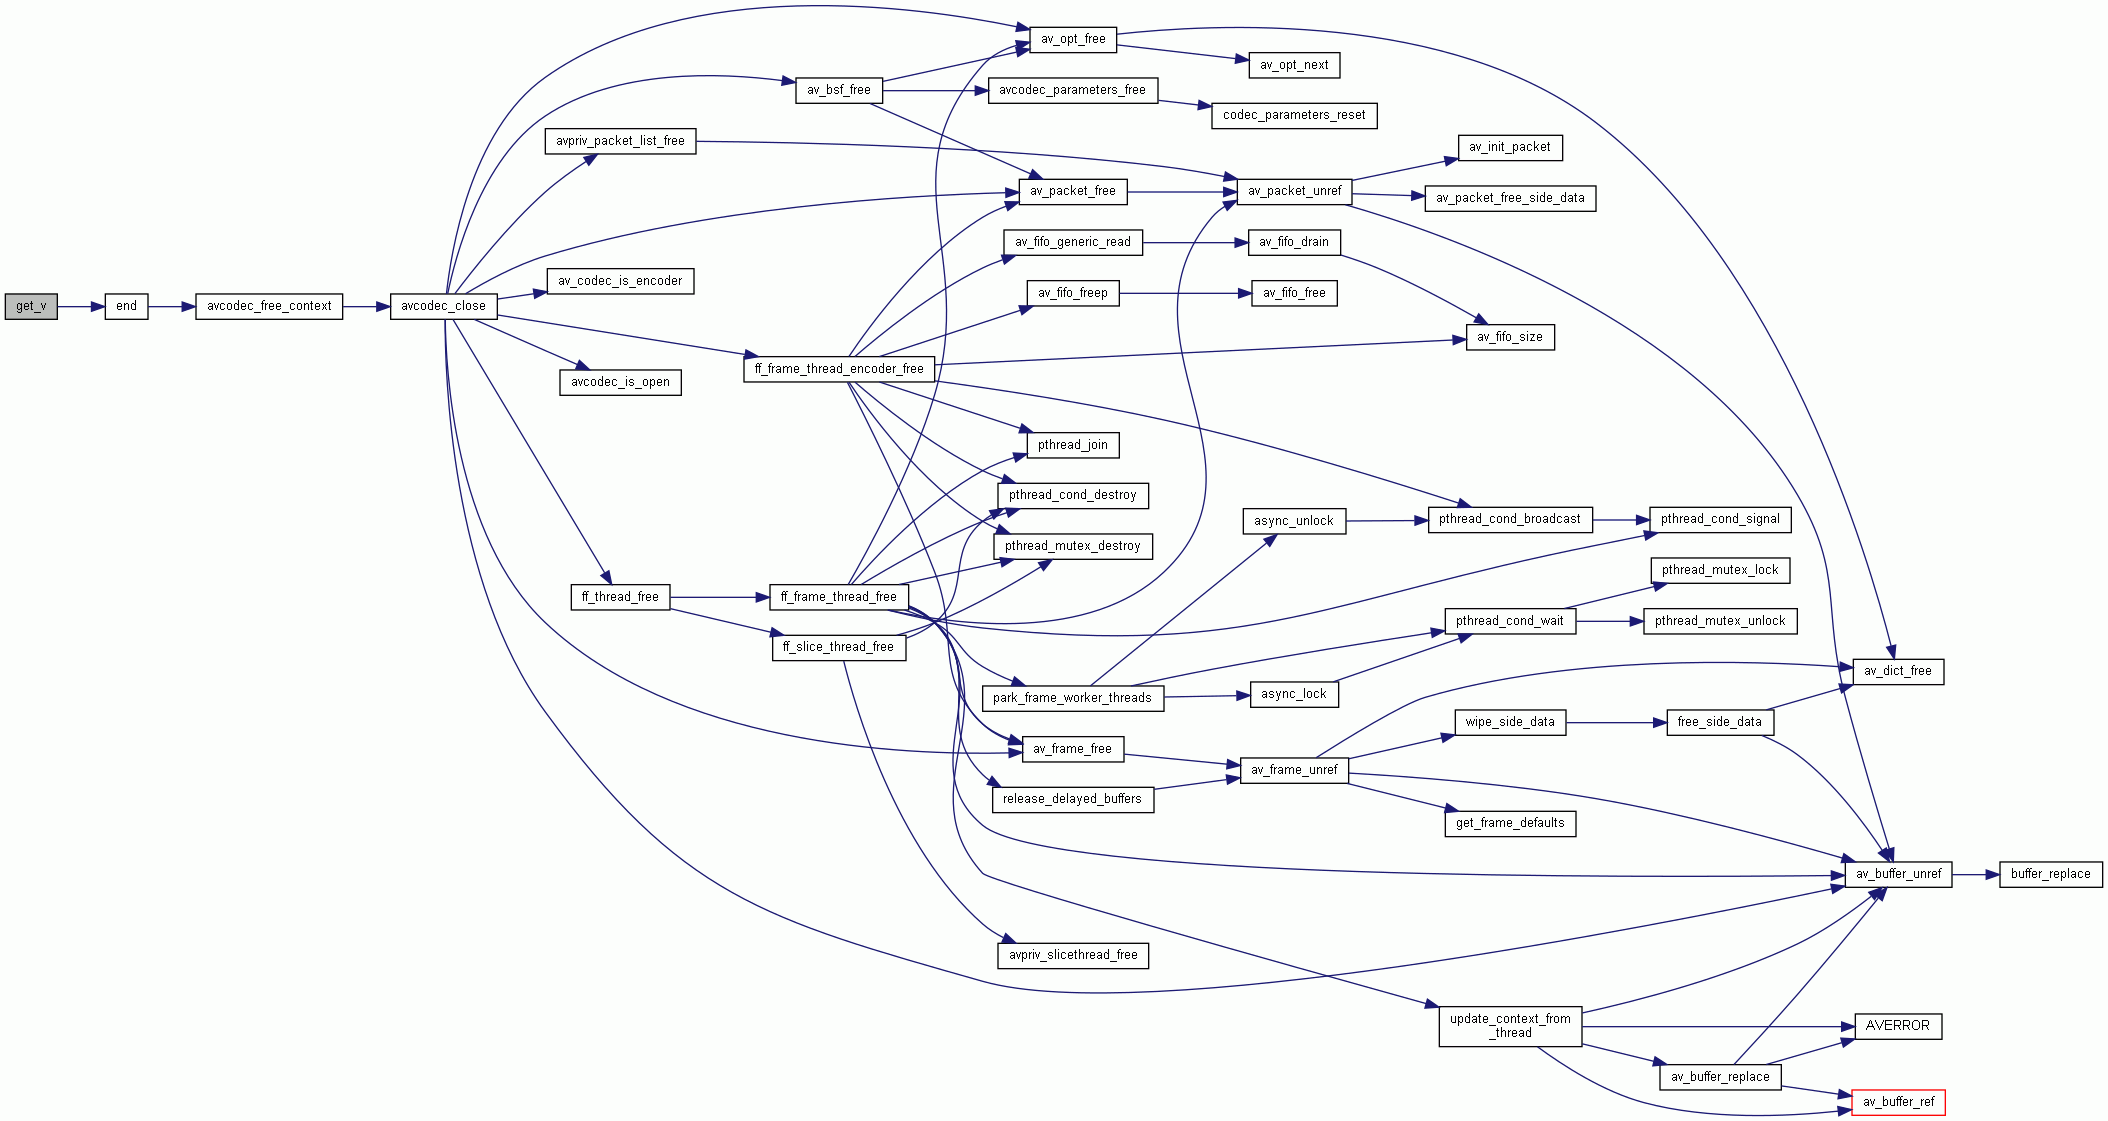 av_opt_free
av_opt_next
av_bsf_free
avcodec_parameters_free
codec_parameters_reset
avpriv_packet_list_free
av_init_packet
av_packet_free
av_packet_unref
av_packet_free_side_data
av_fifo_generic_read
av_fifo_drain
av_codec_is_encoder
av_fifo_freep
av_fifo_free
get_v
end
avcodec_free_context
avcodec_close
av_fifo_size
ff_frame_thread_encoder_free
avcodec_is_open
pthread_join
pthread_cond_destroy
async_unlock
pthread_cond_broadcast
pthread_cond_signal
pthread_mutex_destroy
pthread_mutex_lock
ff_thread_free
ff_frame_thread_free
pthread_cond_wait
pthread_mutex_unlock
ff_slice_thread_free
av_dict_free
park_frame_worker_threads
async_lock
wipe_side_data
free_side_data
av_frame_free
av_frame_unref
release_delayed_buffers
get_frame_defaults
av_buffer_unref
buffer_replace
avpriv_slicethread_free
update_context_from
_thread
AVERROR
av_buffer_replace
av_buffer_ref